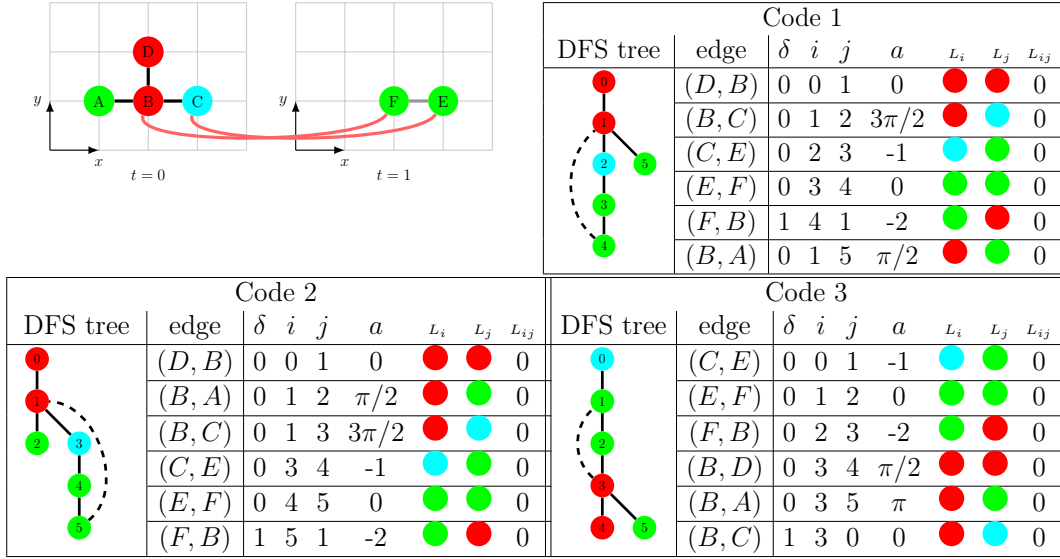 D
A B C
F E
y
x
t = 0
y
x
t = 1
Code 1
DFS tree edge δ i j a L_i L_j L_ij
0
1
2
5
3
4
(D, B) 0 0 1 0 0
(B, C) 0 1 2 3π/2 0
(C, E) 0 2 3 -1 0
(E, F) 0 3 4 0 0
(F, B) 1 4 1 -2 0
(B, A) 0 1 5 π/2 0
Code 2
DFS tree edge δ i j a L_i L_j L_ij
0
1
2
3
4
5
(D, B) 0 0 1 0 0
(B, A) 0 1 2 π/2 0
(B, C) 0 1 3 3π/2 0
(C, E) 0 3 4 -1 0
(E, F) 0 4 5 0 0
(F, B) 1 5 1 -2 0
Code 3
DFS tree edge δ i j a L_i L_j L_ij
0
1
2
3
4
5
(C, E) 0 0 1 -1 0
(E, F) 0 1 2 0 0
(F, B) 0 2 3 -2 0
(B, D) 0 3 4 π/2 0
(B, A) 0 3 5 π 0
(B, C) 1 3 0 0 0